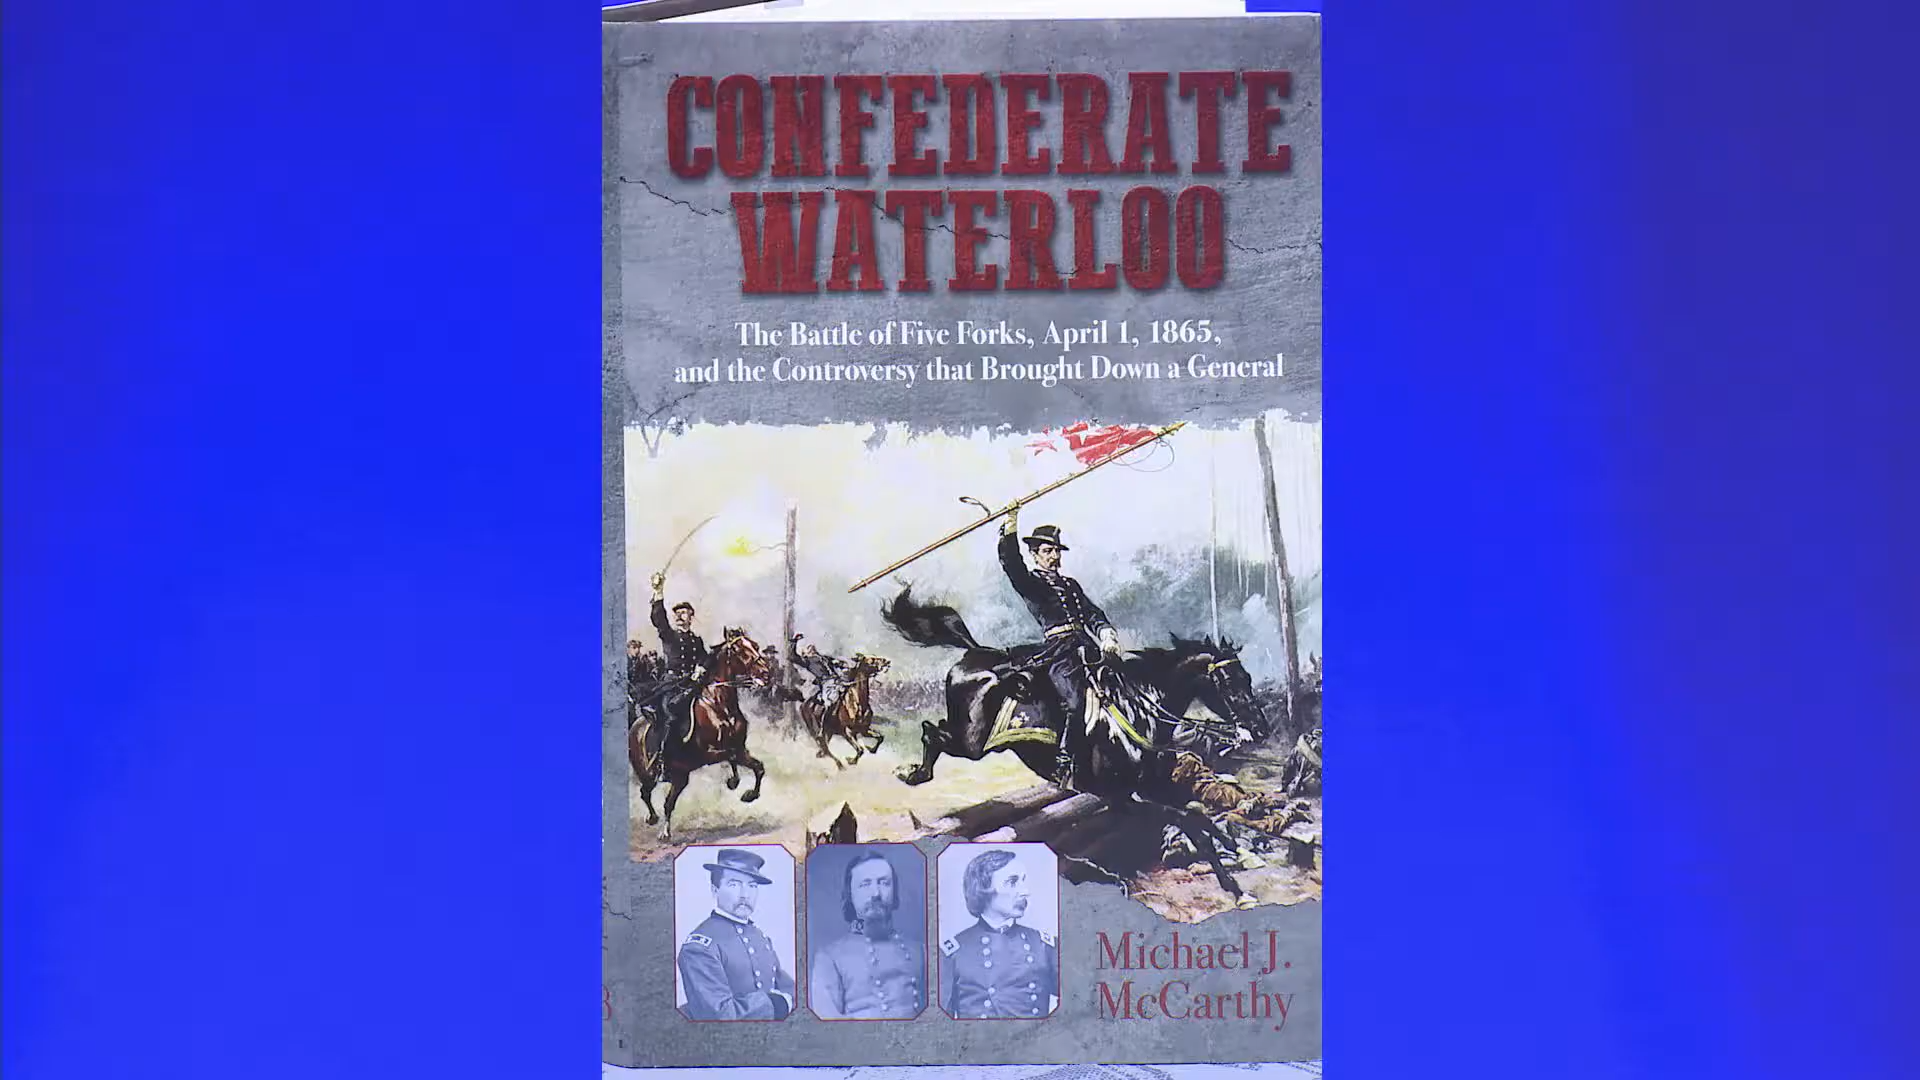 CONFEDERATE
WATERLOO
The Battle of Five Forks, April 1, 1865,
and the Controversy that Brought Down a General
Michael J.
McCarthy